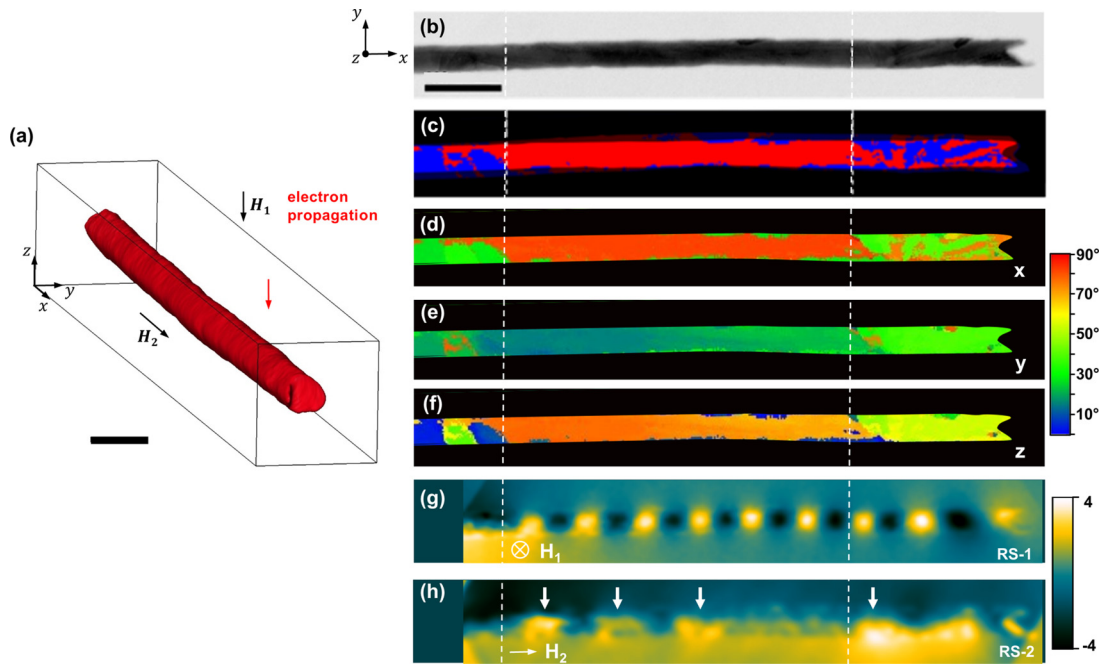 (a)
z
y
x
H₁
electron
propagation
H₂
y
z
x
(b)
(c)
(d)
x
(e)
y
(f)
z
90°
70°
50°
30°
10°
(g)
H₁
RS-1
(h)
H₂
RS-2
4
-4